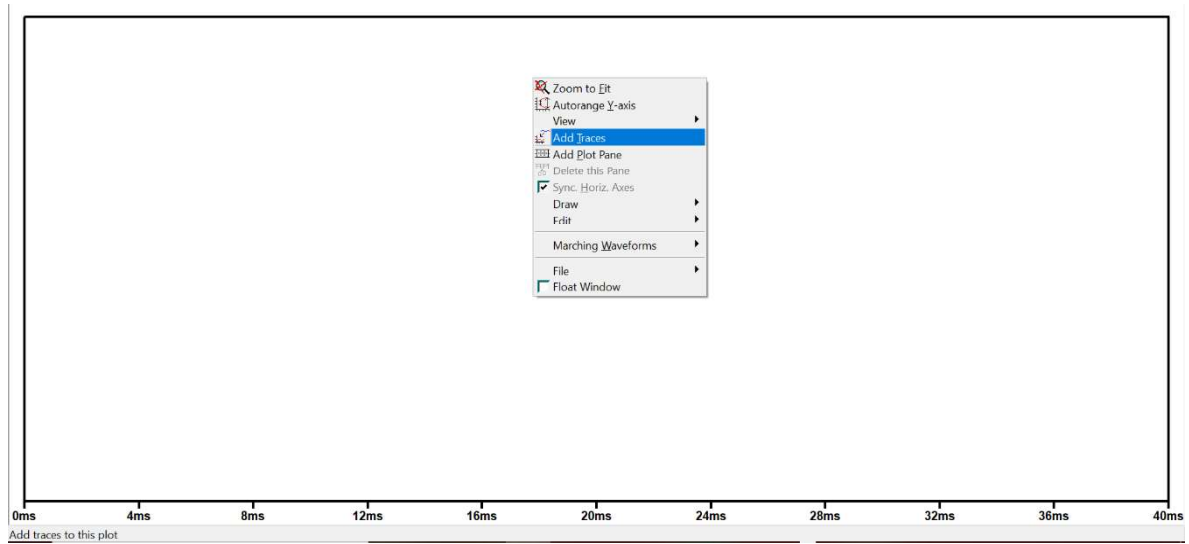 Zoom to Fit
Autorange Y-axis
View
Add Traces
Add Plot Pane
Delete this Pane
Sync. Horiz. Axes
Draw
Edit
Marching Waveforms
File
Float Window
0ms 4ms 8ms 12ms 16ms 20ms 24ms 28ms 32ms 36ms 40ms
Add traces to this plot